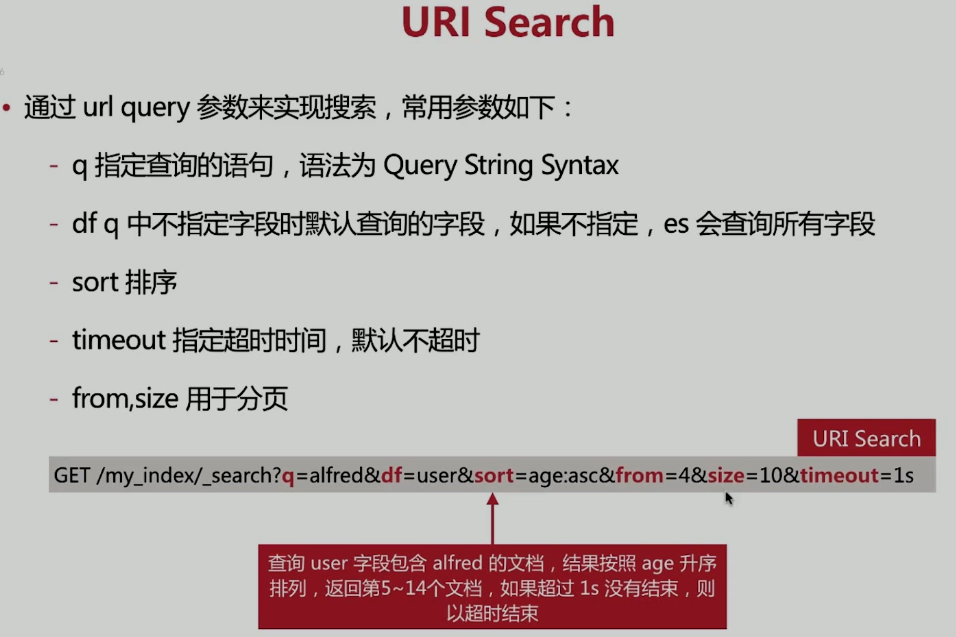 URI Search
• 通过 url query 参数来实现搜索，常用参数如下：
- q 指定查询的语句，语法为 Query String Syntax
- df q 中不指定字段时默认查询的字段，如果不指定，es 会查询所有字段
- sort 排序
- timeout 指定超时时间，默认不超时
- from,size 用于分页
URI Search
GET /my_index/_search?q=alfred&df=user&sort=age:asc&from=4&size=10&timeout=1s
查询 user 字段包含 alfred 的文档，结果按照 age 升序
排列，返回第5~14个文档，如果超过 1s 没有结束，则
以超时结束